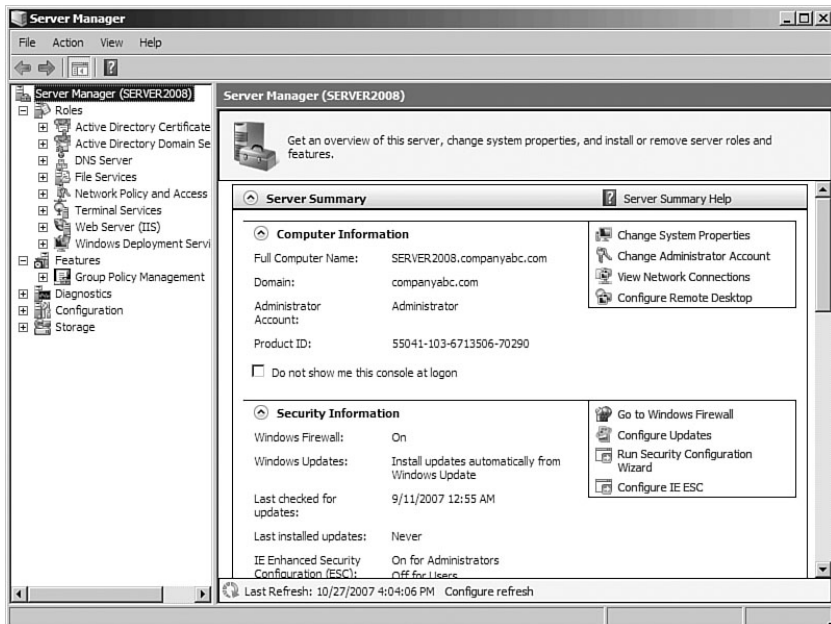 Server Manager
File Action View Help
Server Manager (SERVER2008)
Roles
Active Directory Certificate
Active Directory Domain Se
DNS Server
File Services
Network Policy and Access
Terminal Services
Web Server (IIS)
Windows Deployment Servi
Features
Group Policy Management
Diagnostics
Configuration
Storage
Server Manager (SERVER2008)
Get an overview of this server, change system properties, and install or remove server roles and
features.
Server Summary
Server Summary Help
Computer Information
Full Computer Name: SERVER2008.companyabc.com
Domain: companyabc.com
Administrator
Account:
Administrator
Product ID: 55041-103-6713506-70290
Do not show me this console at logon
Change System Properties
Change Administrator Account
View Network Connections
Configure Remote Desktop
Security Information
Windows Firewall: On
Windows Updates: Install updates automatically from
Windows Update
Last checked for
updates:
9/11/2007 12:55 AM
Last installed updates: Never
IE Enhanced Security
Configuration (ESC):
On for Administrators
Off for Users
Go to Windows Firewall
Configure Updates
Run Security Configuration
Wizard
Configure IE ESC
Last Refresh: 10/27/2007 4:04:06 PM Configure refresh